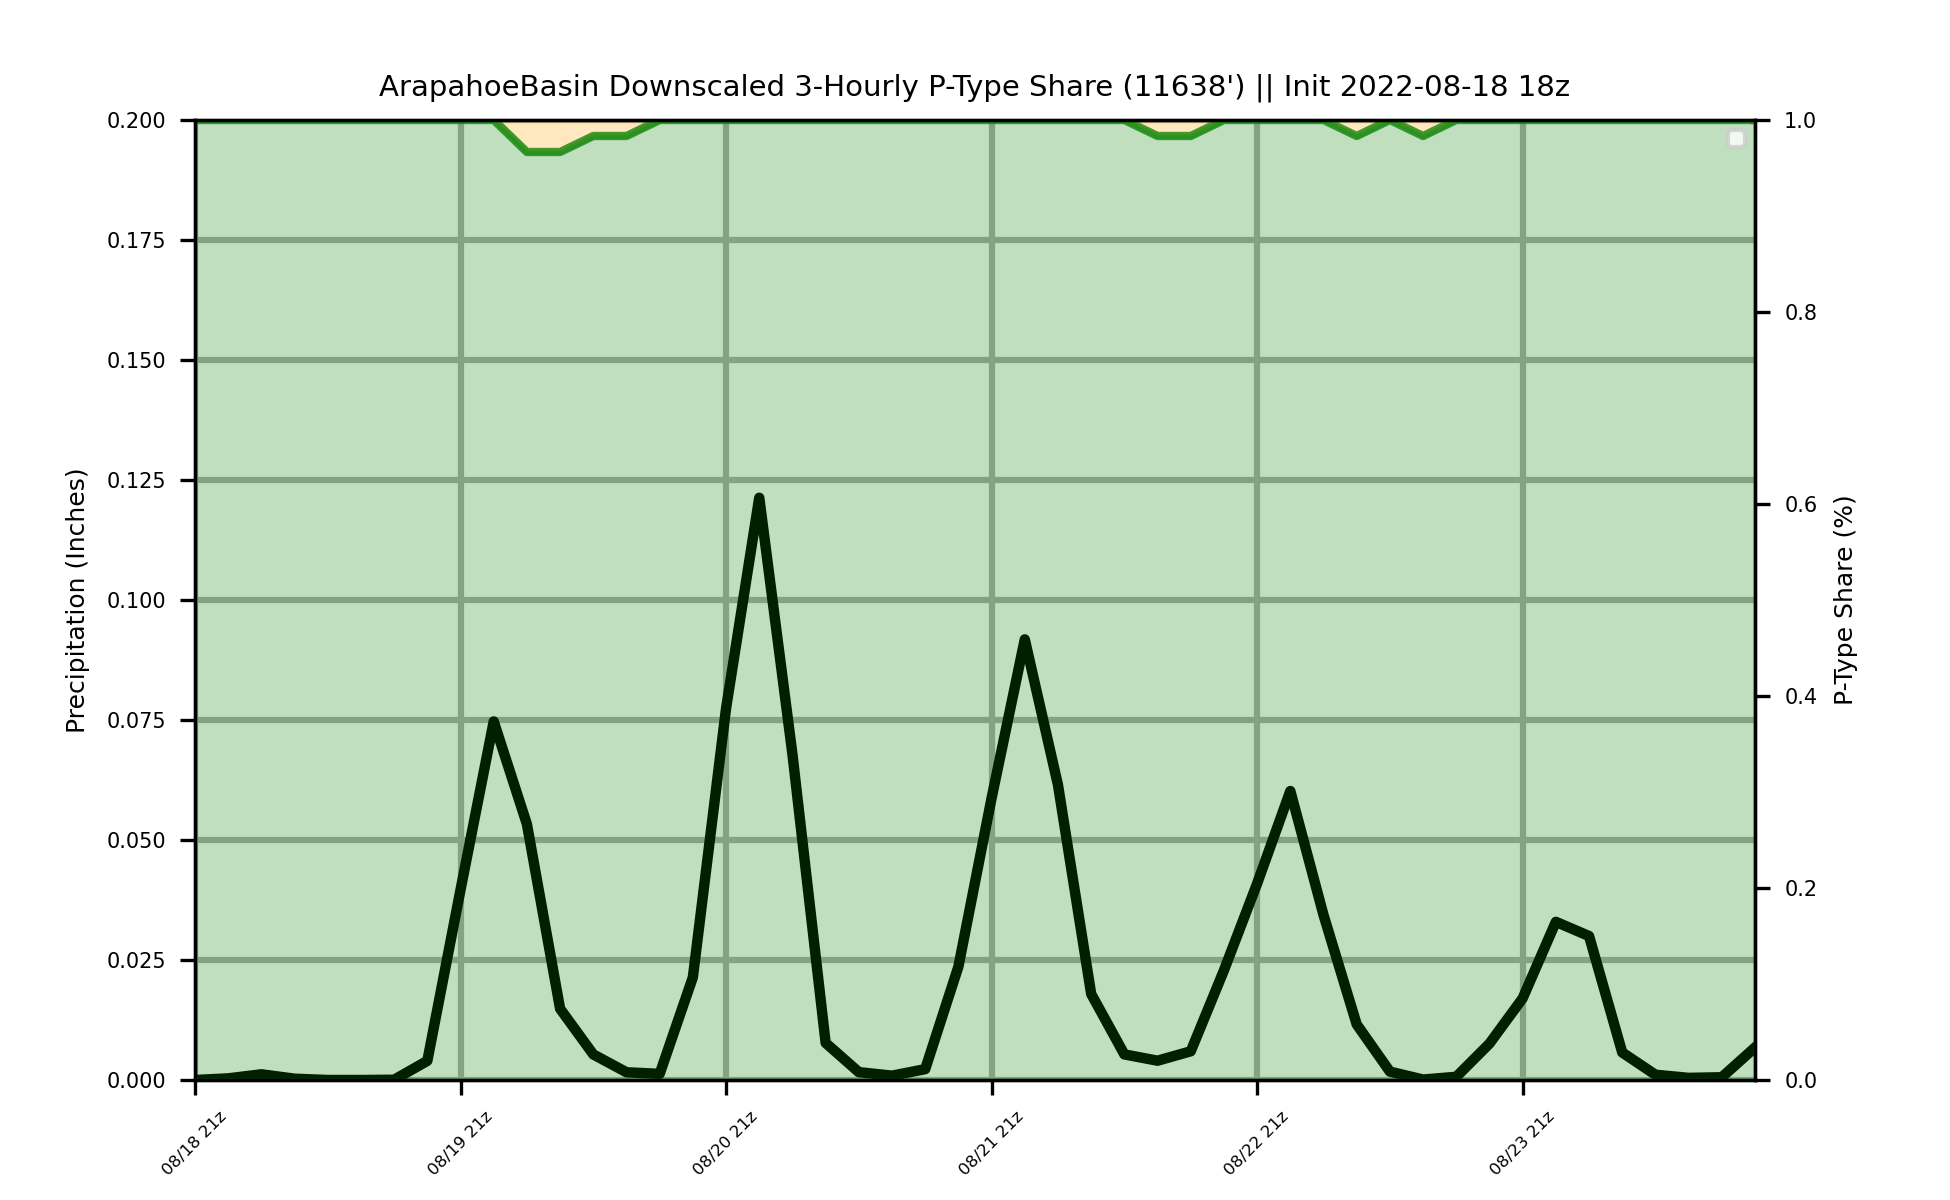 ArapahoeBasin Downscaled 3-Hourly P-Type Share (11638') || Init 2022-08-18 18z
0.200
0.175
0.150
0.125
0.100
0.075
0.050
0.025
0.000
Precipitation (Inches)
1.0
0.8
0.6
0.4
0.2
0.0
P-Type Share (%)
08/18 21z
08/19 21z
08/20 21z
08/21 21z
08/22 21z
08/23 21z